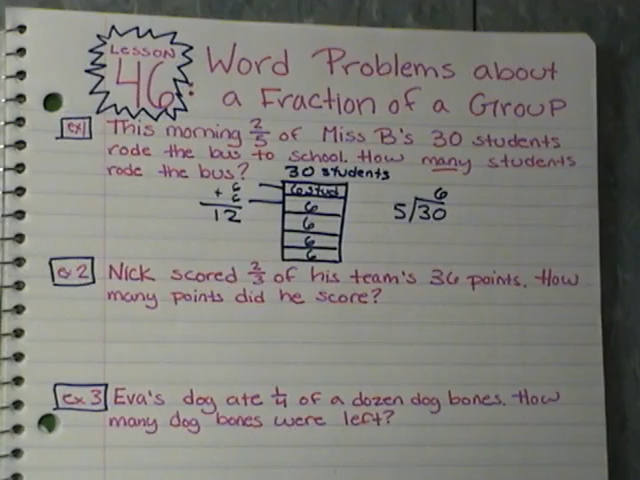 LESSON
46: Word Problems about
a Fraction of a Group
ex1 This morning 2/5 of Miss B's 30 students
rode the bus to school. How many students
rode the bus?
30 students
6 stud
6
6
6
6
6
+ 6
12
6
5)30
ex2 Nick scored 2/3 of his team's 36 points. How
many points did he score?
ex 3 Eva's dog ate 1/4 of a dozen dog bones. How
many dog bones were left?